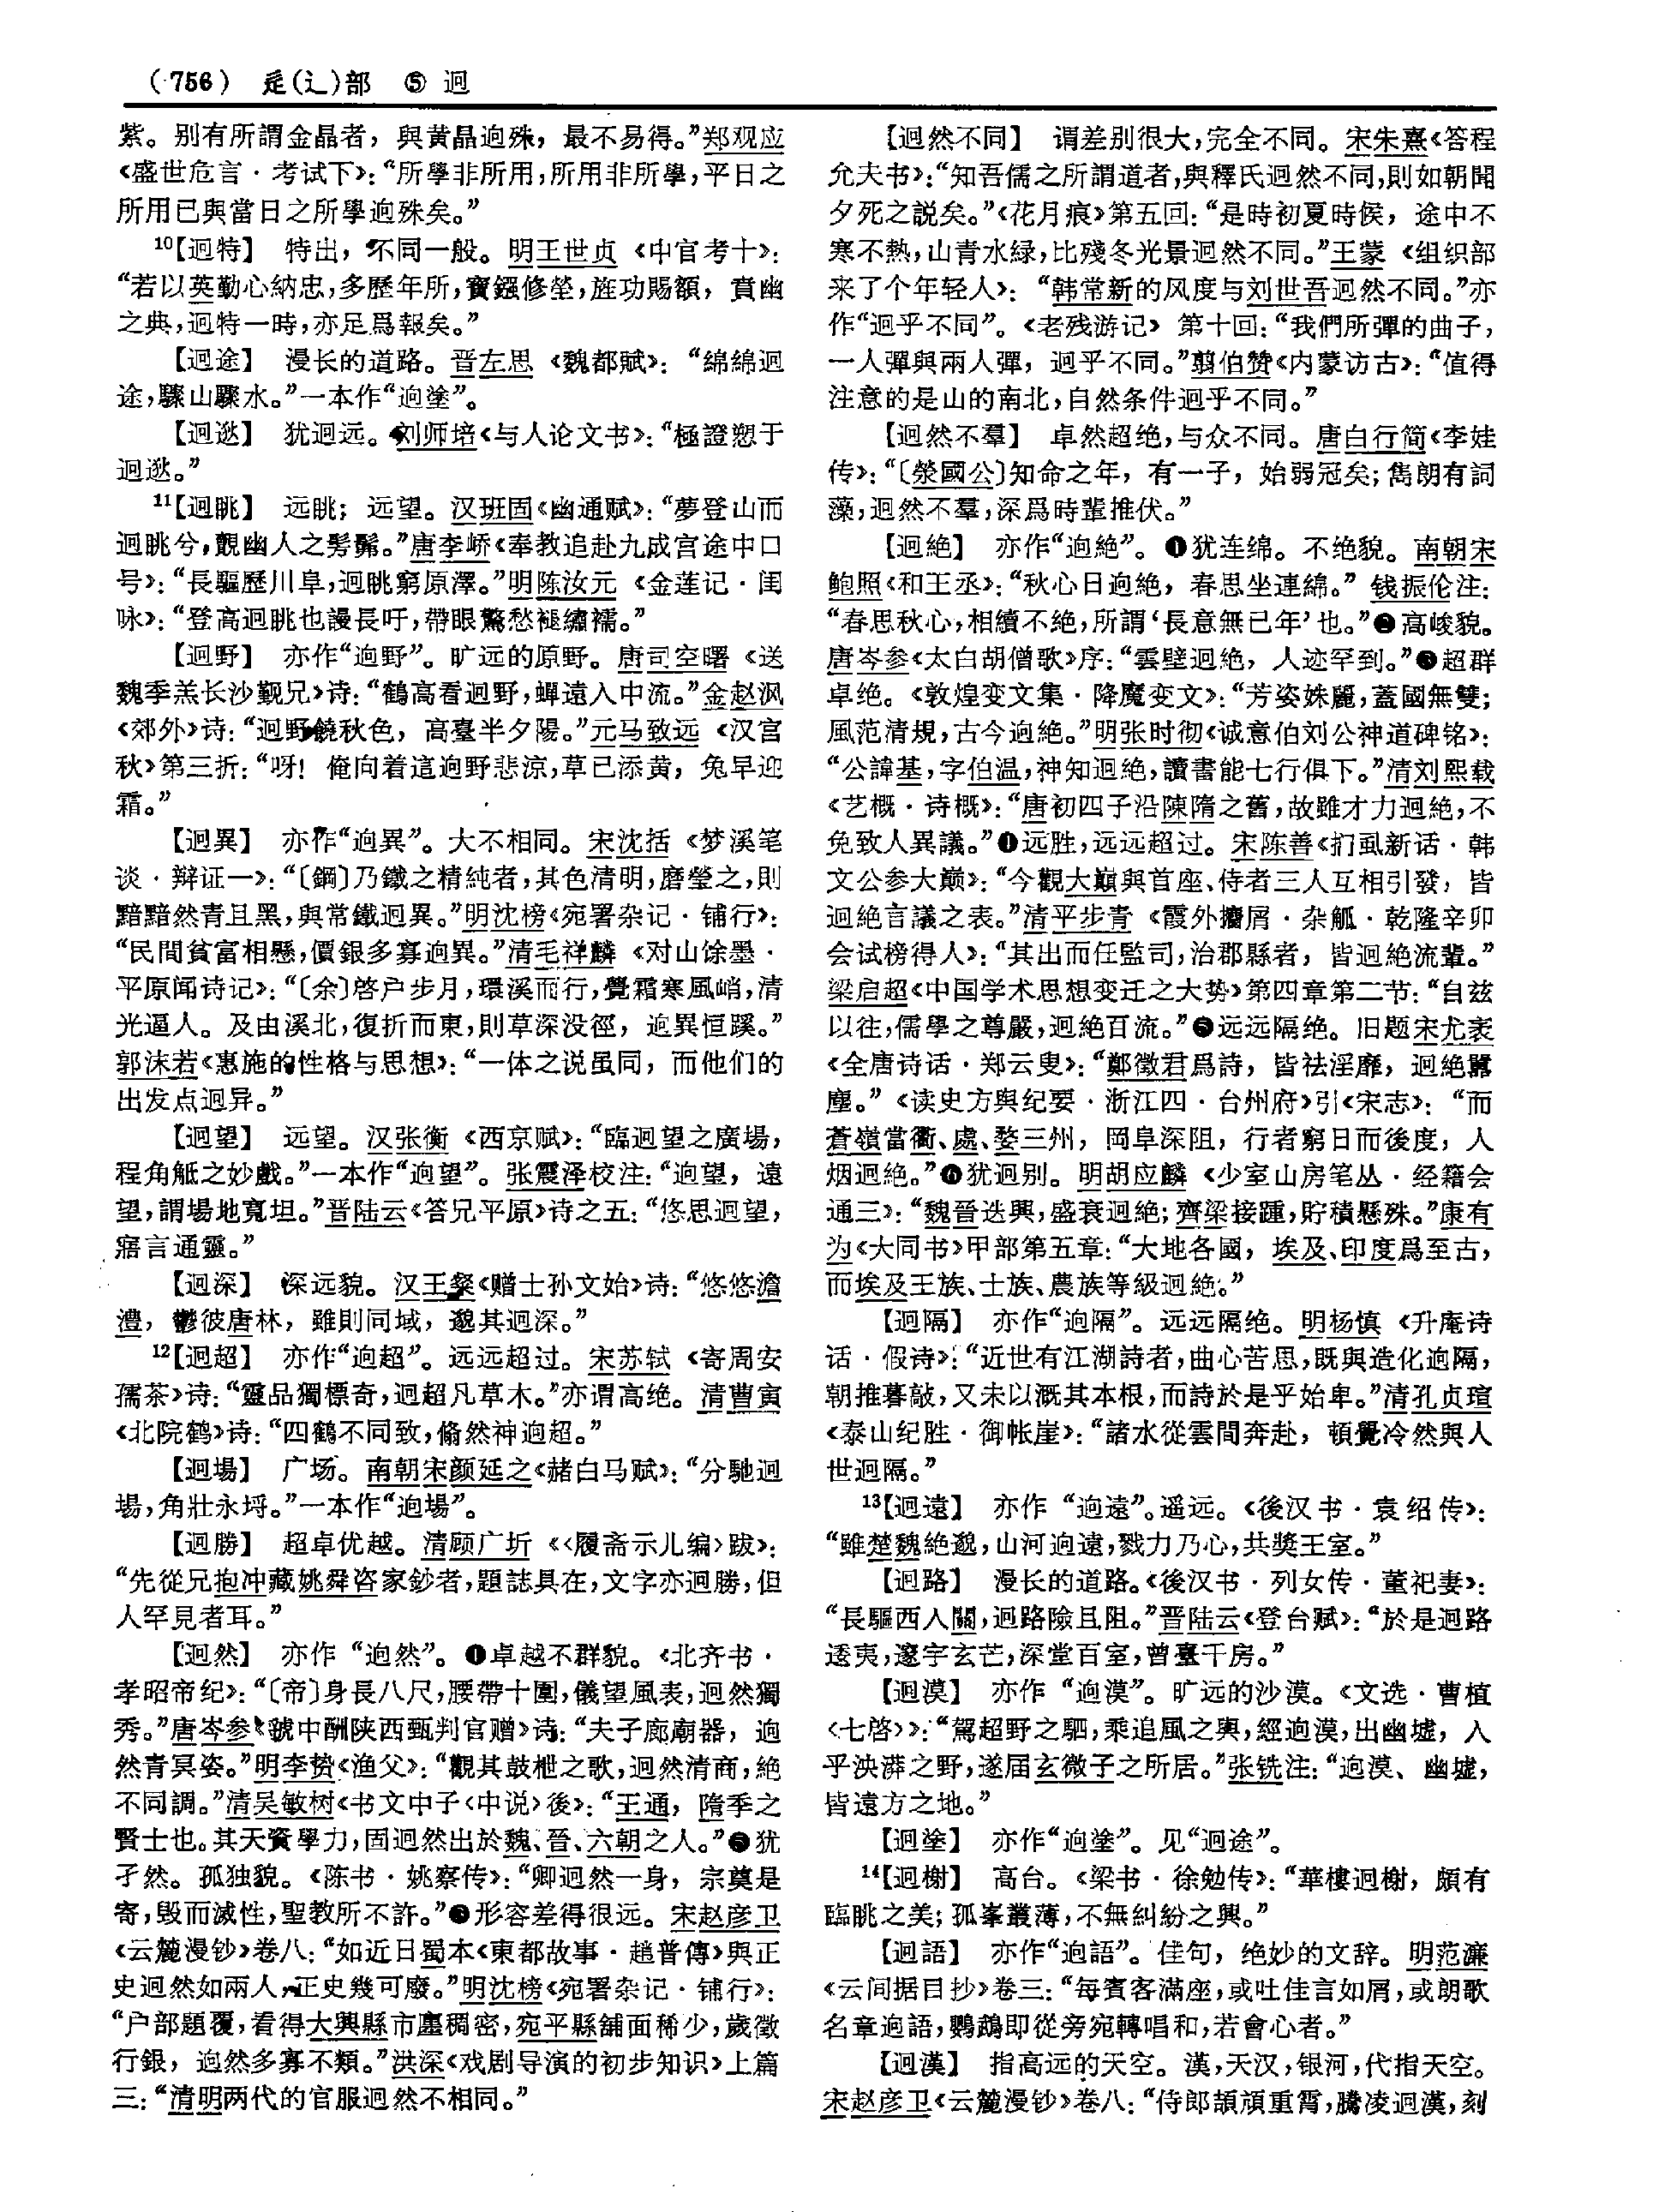 (756) 辵(辶)部 ⑤ 迥
紫。别有所謂金晶者，與黄晶逈殊，最不易得。”郑观应
《盛世危言·考试下》：“所學非所用，所用非所學，平日之
所用已與當日之所學逈殊矣。”
10【迥特】 特出，不同一般。明王世贞《中官考十》：
“若以英勤心納忠，多歷年所，寶鏹修塋，旌功賜額，賁幽
之典，迥特一時，亦足爲報矣。”
【迥途】 漫长的道路。晋左思《魏都賦》：“綿綿迥
途，驟山驟水。”一本作“逈塗”。
【迥逖】 犹迥远。刘师培《与人论文书》：“極證愬于
迥逖。”
11【迥眺】 远眺；远望。汉班固《幽通赋》：“夢登山而
迥眺兮，覿幽人之髣髴。”唐李峤《奉教追赴九成宫途中口
号》：“長驅歷川阜，迥眺窮原澤。”明陈汝元《金莲记·闺
咏》：“登高迥眺也謾長吁，帶眼驚愁褪繡襦。”
【迥野】 亦作“逈野”。旷远的原野。唐司空曙《送
魏季羔长沙觐兄》诗：“鶴高看迥野，蟬遠入中流。”金赵沨
《郊外》诗：“迥野饒秋色，高臺半夕陽。”元马致远《汉宫
秋》第三折：“呀！俺向着這逈野悲涼，草已添黄，兔早迎
霜。”
【迥異】 亦作“逈異”。大不相同。宋沈括《梦溪笔
谈·辩证一》：“〔鋼〕乃鐵之精純者，其色清明，磨瑩之，則
黯黯然青且黑，與常鐵迥異。”明沈榜《宛署杂记·铺行》：
“民間貧富相懸，價銀多寡逈異。”清毛祥麟《对山馀墨·
平原闻诗记》：“〔余〕啓户步月，環溪而行，覺霜寒風峭，清
光逼人。及由溪北，復折而東，則草深没徑，逈異恒蹊。”
郭沫若《惠施的性格与思想》：“一体之说虽同，而他们的
出发点迥异。”
【迥望】 远望。汉张衡《西京赋》：“臨迥望之廣場，
程角觝之妙戲。”一本作“逈望”。张震泽校注：“逈望，遠
望，謂場地寬坦。”晋陆云《答兄平原》诗之五：“悠思迥望，
寤言通靈。”
【迥深】 深远貌。汉王粲《赠士孙文始》诗：“悠悠澹
澧，鬱彼唐林，雖則同域，邈其迥深。”
12【迥超】 亦作“逈超”。远远超过。宋苏轼《寄周安
孺茶》诗：“靈品獨標奇，迥超凡草木。”亦谓高绝。清曹寅
《北院鹤》诗：“四鶴不同致，翛然神逈超。”
【迥場】 广场。南朝宋颜延之《赭白马赋》：“分馳迥
場，角壯永埒。”一本作“逈場”。
【迥勝】 超卓优越。清顾广圻《〈履斋示儿编〉跋》：
“先從兄抱冲藏姚舜咨家鈔者，題誌具在，文字亦迥勝，但
人罕見者耳。”
【迥然】 亦作“逈然”。❶卓越不群貌。《北齐书·
孝昭帝纪》：“〔帝〕身長八尺，腰帶十圍，儀望風表，迥然獨
秀。”唐岑参《號中酬陕西甄判官赠》诗：“夫子廊廟器，逈
然青冥姿。”明李贽《渔父》：“觀其鼓枻之歌，迥然清商，絶
不同調。”清吴敏树《书文中子〈中说〉後》：“王通，隋季之
賢士也。其天資學力，固迥然出於魏、晉、六朝之人。”❷犹
孑然。孤独貌。《陈书·姚察传》：“卿迥然一身，宗奠是
寄，毁而滅性，聖教所不許。”❸形容差得很远。宋赵彦卫
《云麓漫钞》卷八：“如近日蜀本《東都故事·趙普傳》與正
史迥然如兩人，正史幾可廢。”明沈榜《宛署杂记·铺行》：
“户部題覆，看得大興縣市廛稠密，宛平縣舖面稀少，歲徵
行銀，逈然多寡不類。”洪深《戏剧导演的初步知识》上篇
三：“清明两代的官服迥然不相同。”
【迥然不同】 谓差别很大，完全不同。宋朱熹《答程
允夫书》：“知吾儒之所謂道者，與釋氏迥然不同，則如朝聞
夕死之説矣。”《花月痕》第五回：“是時初夏時候，途中不
寒不熱，山青水緑，比殘冬光景迥然不同。”王蒙《组织部
来了个年轻人》：“韩常新的风度与刘世吾迥然不同。”亦
作“迥乎不同”。《老残游记》第十回：“我們所彈的曲子，
一人彈與兩人彈，迥乎不同。”翦伯赞《内蒙访古》：“值得
注意的是山的南北，自然条件迥乎不同。”
【迥然不羣】 卓然超绝，与众不同。唐白行简《李娃
传》：“〔滎國公〕知命之年，有一子，始弱冠矣；雋朗有詞
藻，迥然不羣，深爲時輩推伏。”
【迥絶】 亦作“逈絶”。❶犹连绵。不绝貌。南朝宋
鲍照《和王丞》：“秋心日逈絶，春思坐連綿。”钱振伦注：
“春思秋心，相續不絶，所謂‘長意無已年’也。”❷高峻貌。
唐岑参《太白胡僧歌》序：“雲壁迥絶，人迹罕到。”❸超群
卓绝。《敦煌变文集·降魔变文》：“芳姿姝麗，蓋國無雙；
風范清規，古今逈絶。”明张时彻《诚意伯刘公神道碑铭》：
“公諱基，字伯温，神知迥絶，讀書能七行俱下。”清刘熙载
《艺概·诗概》：“唐初四子沿陳隋之舊，故雖才力迥絶，不
免致人異議。”❹远胜，远远超过。宋陈善《扪虱新话·韩
文公参大巅》：“今觀大巔與首座、侍者三人互相引發，皆
迥絶言議之表。”清平步青《霞外攟屑·杂觚·乾隆辛卯
会试榜得人》：“其出而任監司，治郡縣者，皆迥絶流輩。”
梁启超《中国学术思想变迁之大势》第四章第二节：“自兹
以往，儒學之尊嚴，迥絶百流。”❺远远隔绝。旧题宋尤袤
《全唐诗话·郑云叟》：“鄭徵君爲詩，皆袪淫靡，迥絶囂
塵。”《读史方舆纪要·浙江四·台州府》引《宋志》：“而
蒼嶺當衢、處、婺三州，岡阜深阻，行者窮日而後度，人
烟迥絶。”❻犹迥别。明胡应麟《少室山房笔丛·经籍会
通三》：“魏晋迭興，盛衰迥絶；齊梁接踵，貯積懸殊。”康有
为《大同书》甲部第五章：“大地各國，埃及、印度爲至古，
而埃及王族、士族、農族等級迥絶。”
【迥隔】 亦作“逈隔”。远远隔绝。明杨慎《升庵诗
话·假诗》：“近世有江湖詩者，曲心苦思，既與造化逈隔，
朝推暮敲，又未以溉其本根，而詩於是乎始卑。”清孔贞瑄
《泰山纪胜·御帐崖》：“諸水從雲間奔赴，頓覺冷然與人
世迥隔。”
13【迥遠】 亦作“逈遠”。遥远。《後汉书·袁绍传》：
“雖楚魏絶邈，山河逈遠，戮力乃心，共奬王室。”
【迥路】 漫长的道路。《後汉书·列女传·董祀妻》：
“長驅西入關，迥路險且阻。”晋陆云《登台赋》：“於是迥路
逶夷，邃宇玄芒，深堂百室，曾臺千房。”
【迥漠】 亦作“逈漠”。旷远的沙漠。《文选·曹植
〈七啓〉》：“駕超野之駟，乘追風之輿，經逈漠，出幽墟，入
乎泱漭之野，遂届玄微子之所居。”张铣注：“逈漠、幽墟，
皆遠方之地。”
【迥塗】 亦作“逈塗”。见“迥途”。
14【迥榭】 高台。《梁书·徐勉传》：“華樓迥榭，頗有
臨眺之美；孤峯叢薄，不無糾紛之興。”
【迥語】 亦作“逈語”。佳句，绝妙的文辞。明范濂
《云间据目抄》卷三：“每賓客滿座，或吐佳言如屑，或朗歌
名章逈語，鸚鵡即從旁宛轉唱和，若會心者。”
【迥漢】 指高远的天空。漢，天汉，银河，代指天空。
宋赵彦卫《云麓漫钞》卷八：“侍郎頡頏重霄，騰凌迥漢，刻